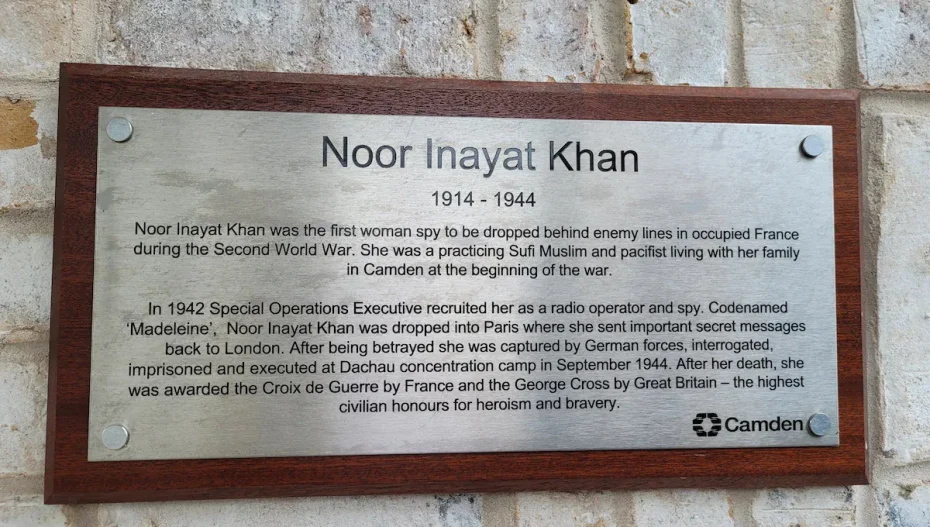 Noor Inayat Khan
1914 - 1944
Noor Inayat Khan was the first woman spy to be dropped behind enemy lines in occupied France
during the Second World War. She was a practicing Sufi Muslim and pacifist living with her family
in Camden at the beginning of the war.
In 1942 Special Operations Executive recruited her as a radio operator and spy. Codenamed
‘Madeleine’, Noor Inayat Khan was dropped into Paris where she sent important secret messages
back to London. After being betrayed she was captured by German forces, interrogated,
imprisoned and executed at Dachau concentration camp in September 1944. After her death, she
was awarded the Croix de Guerre by France and the George Cross by Great Britain – the highest
civilian honours for heroism and bravery.
Camden